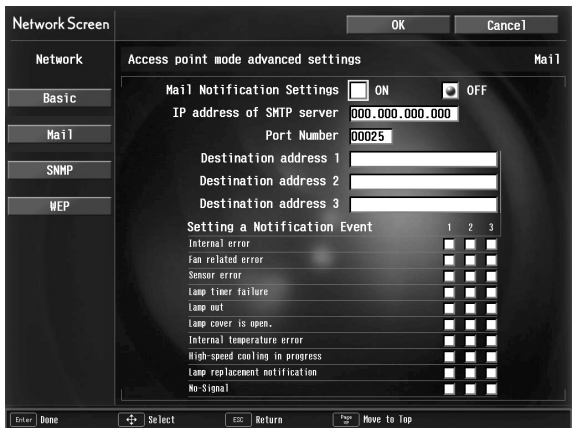 Network Screen OK Cancel
Network Access point mode advanced settings Mail
Mail Notification Settings ON OFF
Basic
IP address of SMTP server 000.000.000.000
Mail Port Number 00025
Destination address 1
SNMP
Destination address 2
WEP Destination address 3
Setting a Notification Event 1 2 3
Internal error
Fan related error
Sensor error
Lamp timer failure
Lamp out
Lamp cover is open.
Internal temperature error
High-speed cooling in progress
Lamp replacement notification
No-Signal
Enter Done Select ESC Return Page UP Move to Top